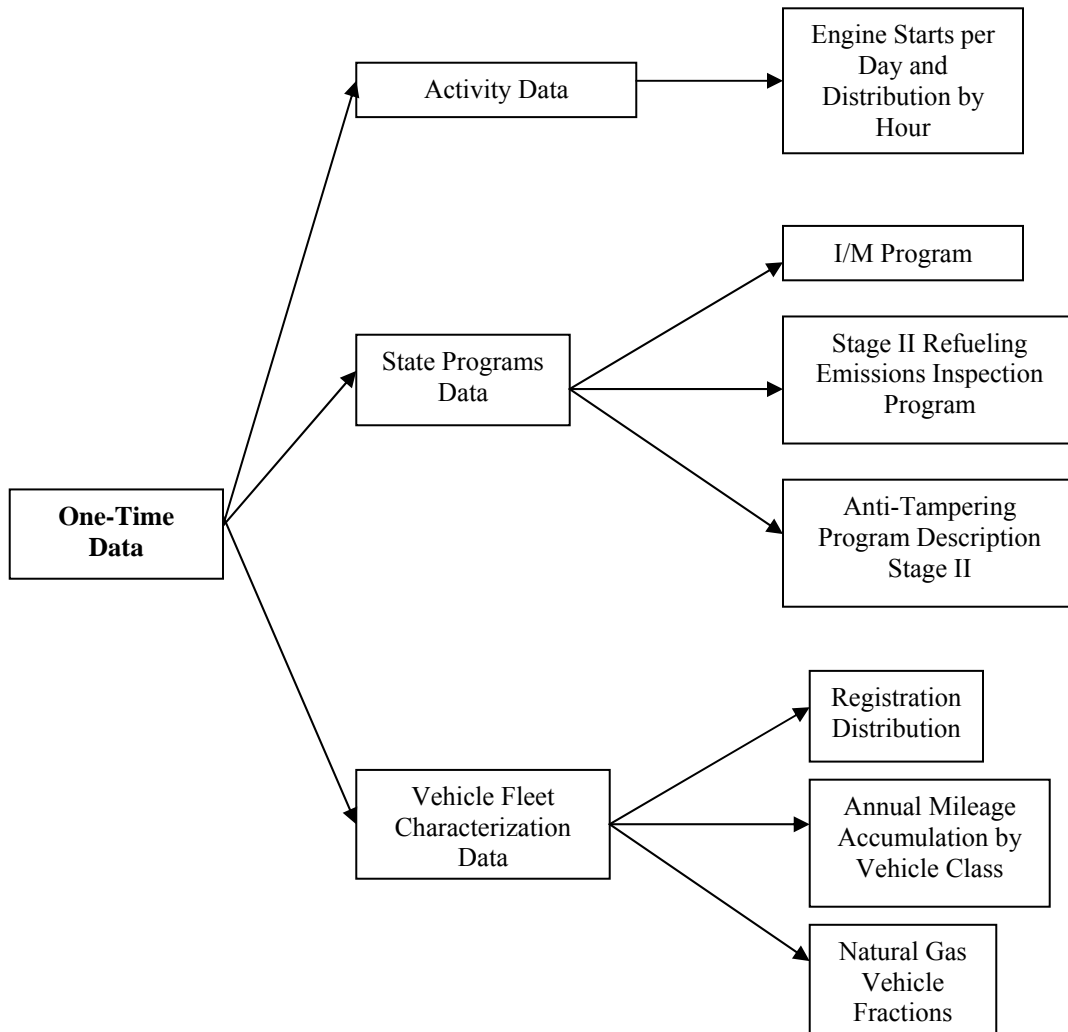 Engine Starts per
Day and
Distribution by
Hour
Activity Data
I/M Program
State Programs
Data
Stage II Refueling
Emissions Inspection
Program
One-Time
Data
Anti-Tampering
Program Description
Stage II
Registration
Distribution
Vehicle Fleet
Characterization
Data
Annual Mileage
Accumulation by
Vehicle Class
Natural Gas
Vehicle
Fractions